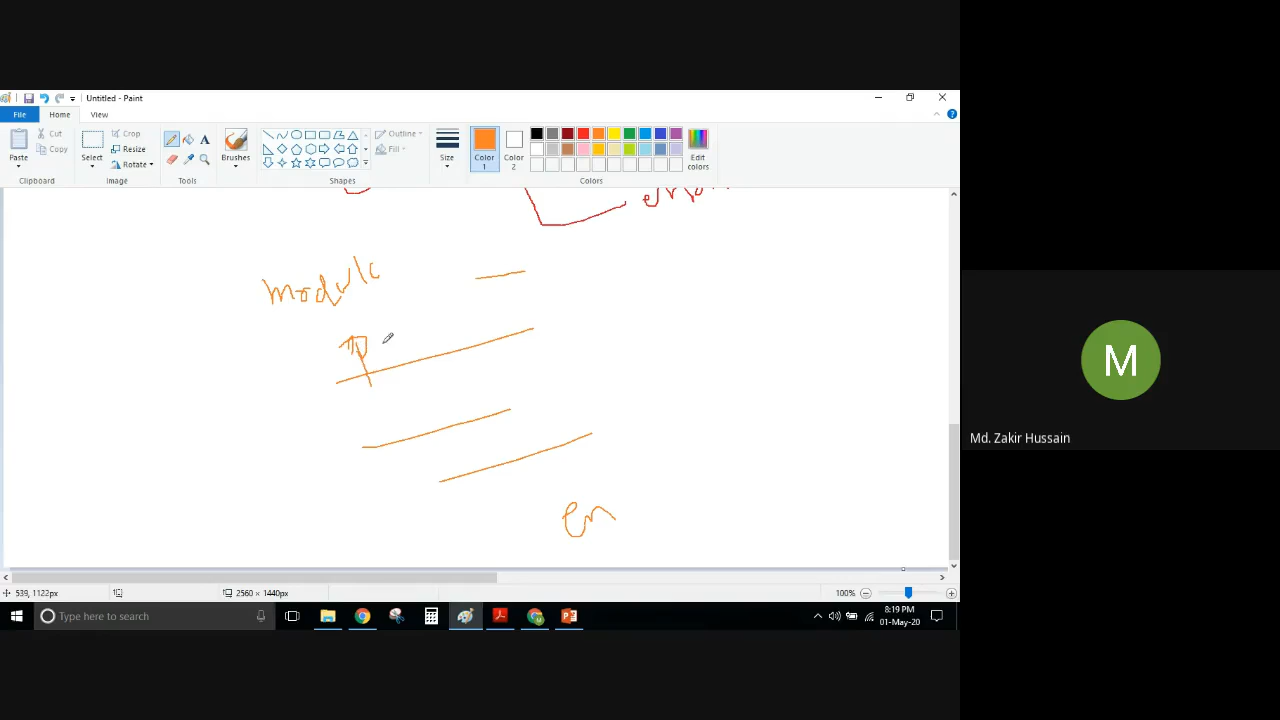 Untitled - Paint
File Home View
Cut
Copy
Paste
Clipboard
Crop
Resize
Rotate
Select
Image
Tools
Brushes
Outline
Fill
Shapes
Size
Color 1
Color 2
Edit colors
Colors
module
en
M
Md. Zakir Hussain
539, 1122px
2560 × 1440px
100%
Type here to search
8:19 PM
01-May-20